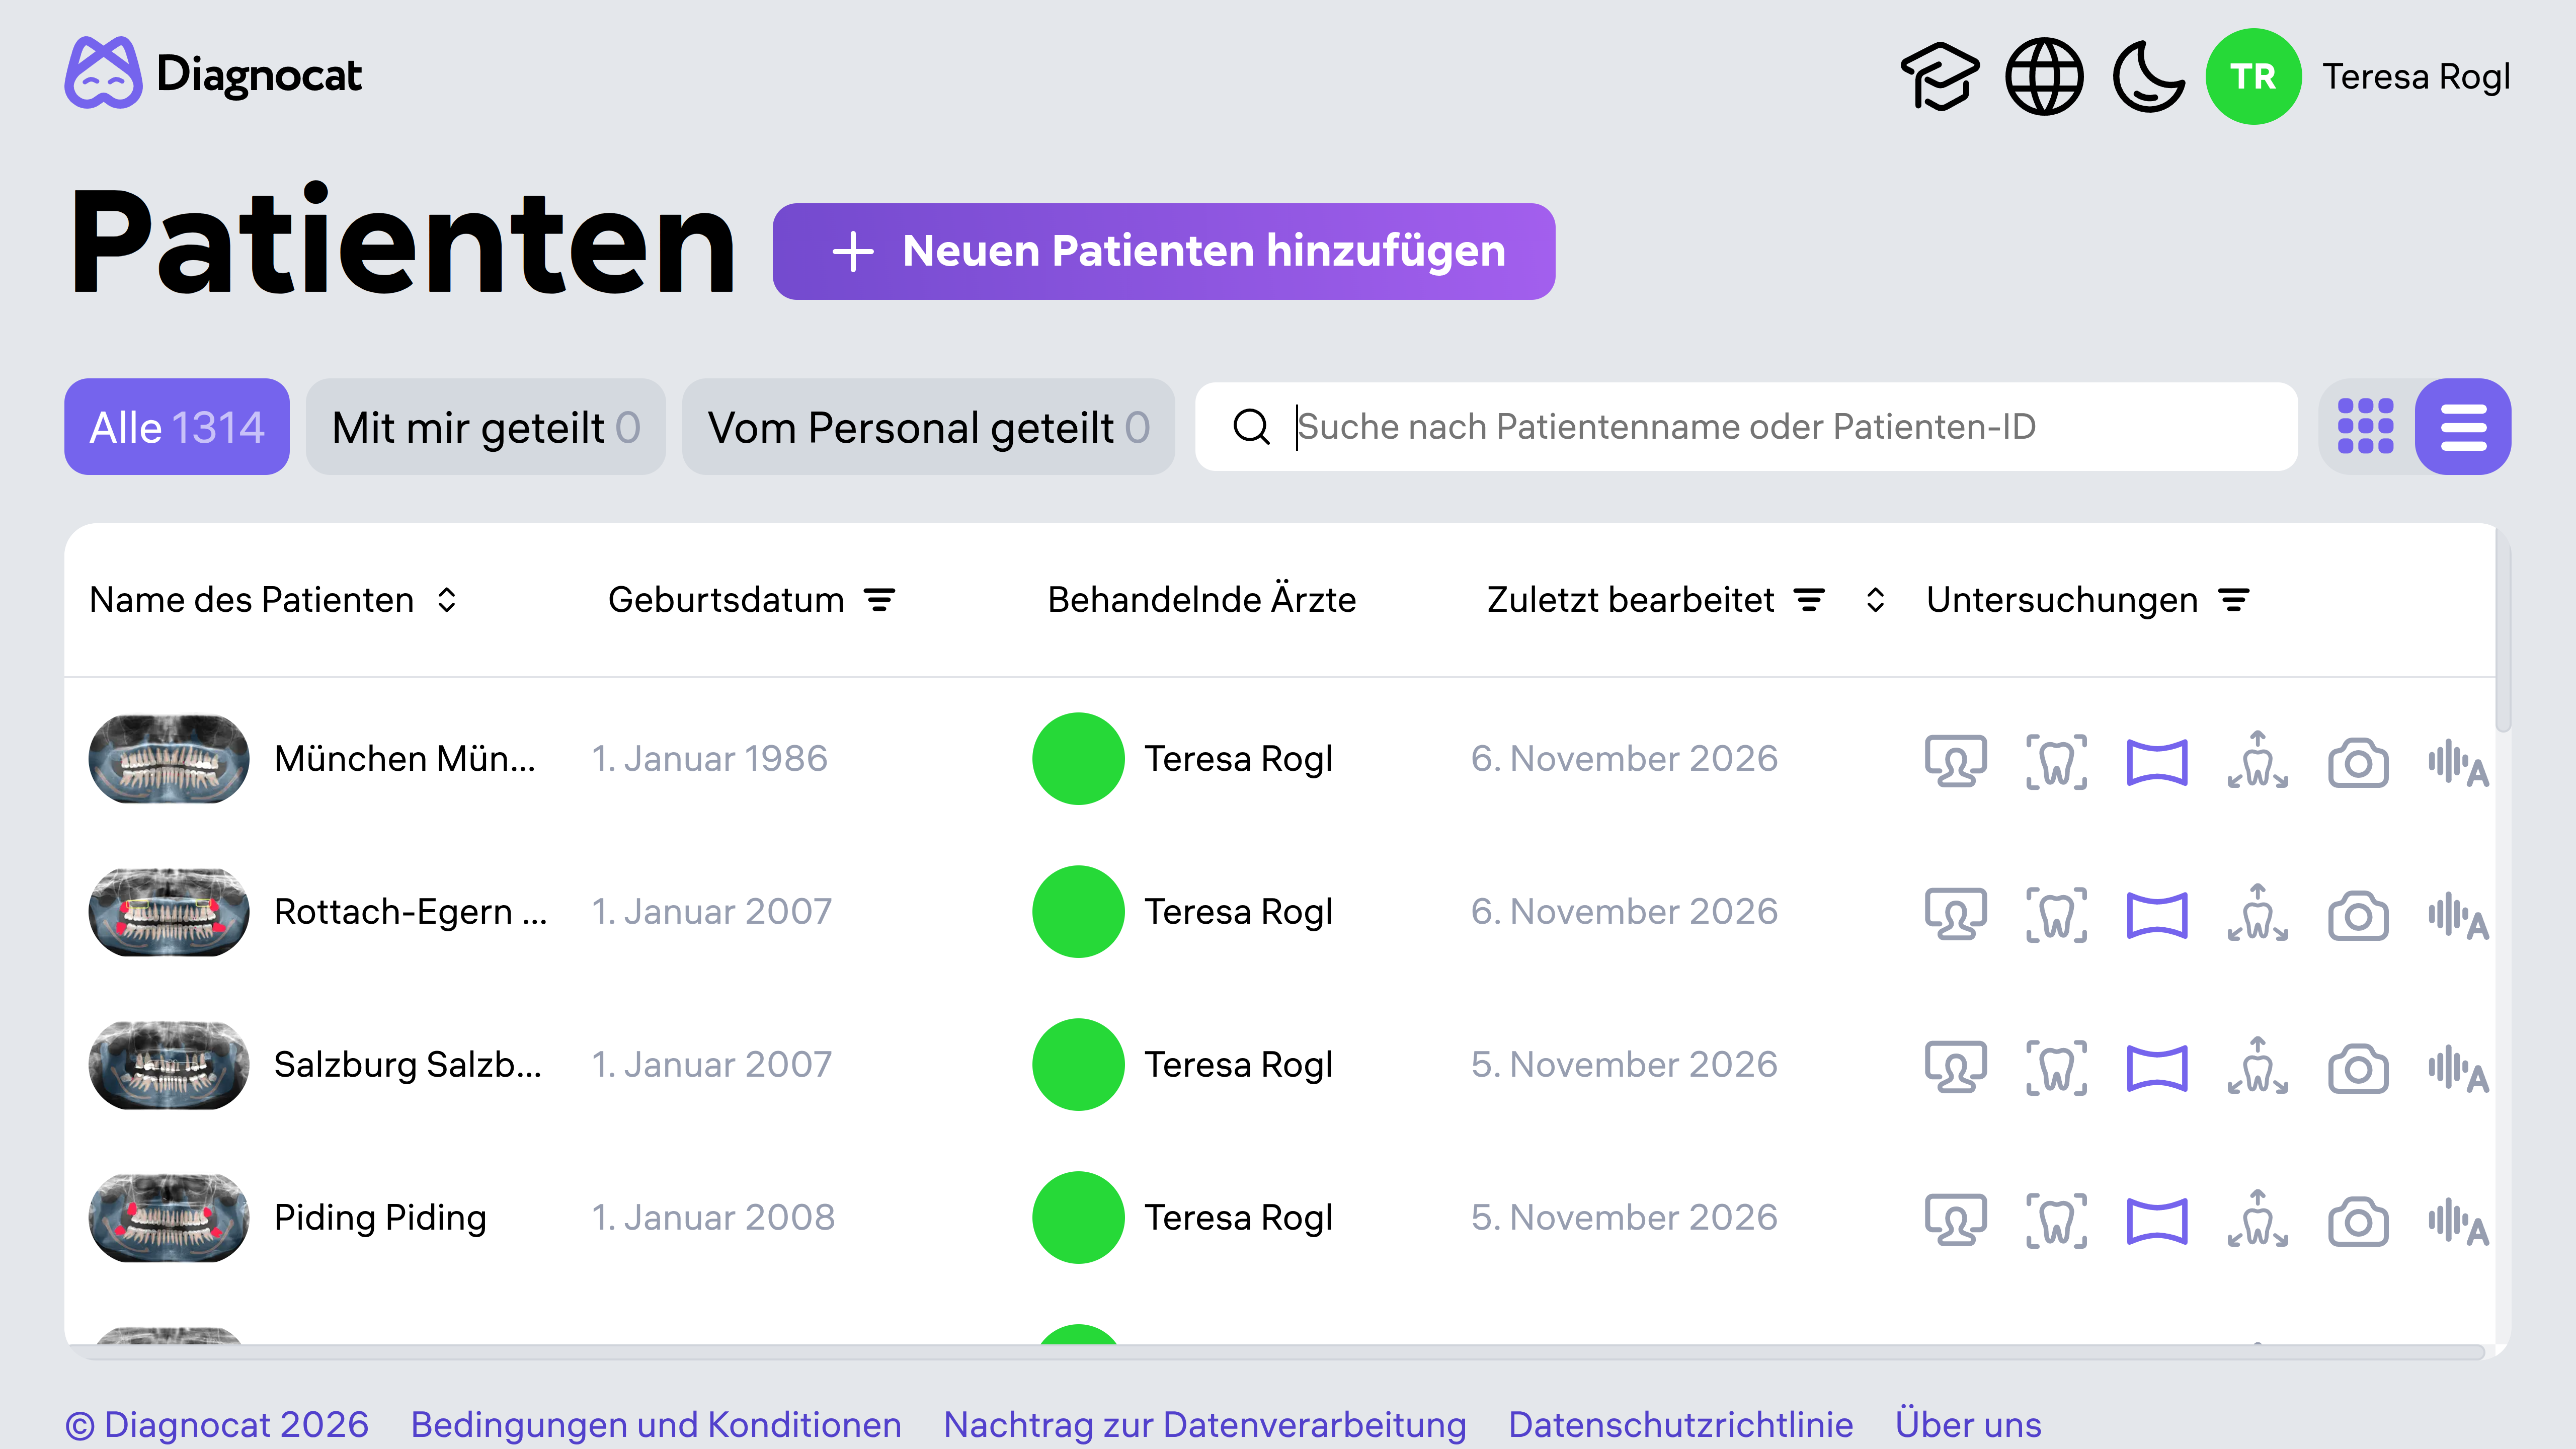 Diagnocat
TR Teresa Rogl
Patienten
Neuen Patienten hinzufügen
Alle 1314 Mit mir geteilt 0 Vom Personal geteilt 0 Suche nach Patientenname oder Patienten-ID
Name des Patienten Geburtsdatum Behandelnde Ärzte Zuletzt bearbeitet Untersuchungen
München Mün... 1. Januar 1986 Teresa Rogl 6. November 2026 A
Rottach-Egern ... 1. Januar 2007 Teresa Rogl 6. November 2026 A
Salzburg Salzb... 1. Januar 2007 Teresa Rogl 5. November 2026 A
Piding Piding 1. Januar 2008 Teresa Rogl 5. November 2026 A
© Diagnocat 2026 Bedingungen und Konditionen Nachtrag zur Datenverarbeitung Datenschutzrichtlinie Über uns